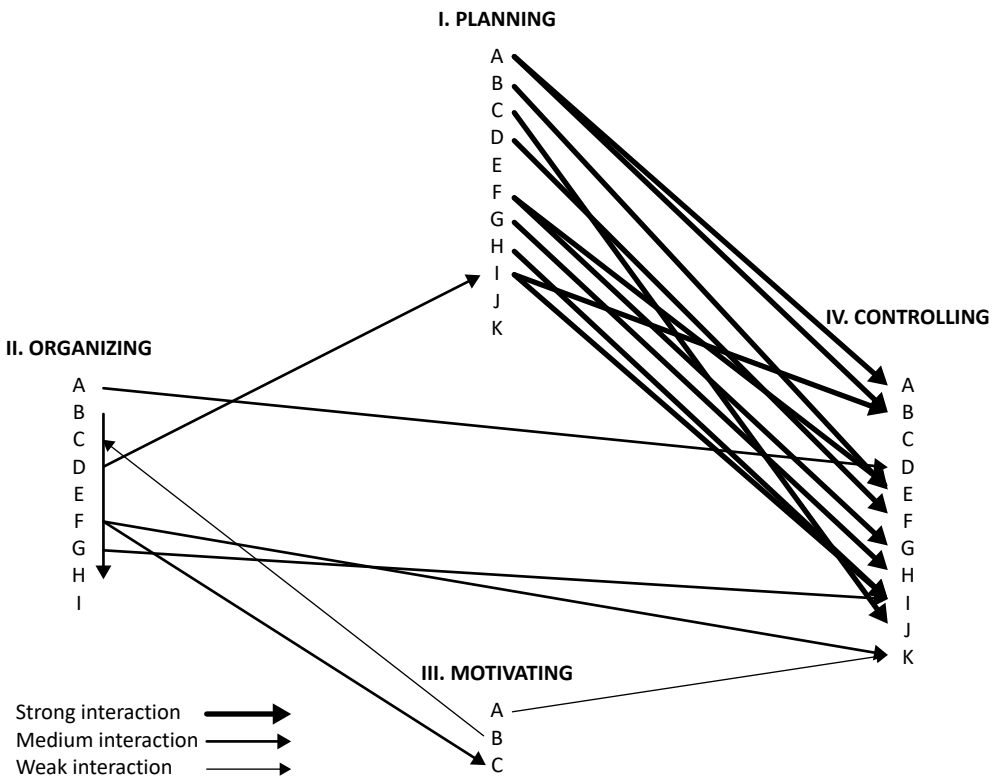 I. PLANNING
A
B
C
D
E
F
G
H
I
J
K
II. ORGANIZING
A
B
C
D
E
F
G
H
I
III. MOTIVATING
A
B
C
IV. CONTROLLING
A
B
C
D
E
F
G
H
I
J
K
Strong interaction
Medium interaction
Weak interaction